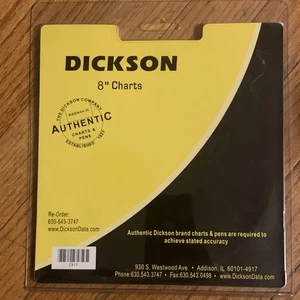 DICKSON
8" Charts
THE DICKSON COMPANY
Addison, IL
AUTHENTIC
CHARTS &
PENS
ESTABLISHED 1923
Re-Order:
630-543-3747
www.DicksonData.com
Authentic Dickson brand charts & pens are required to
achieve stated accuracy
930 S. Westwood Ave. • Addison, IL 60101-4917
Phone:630.543.3747 • Fax:630.543.0498 • www.DicksonData.com